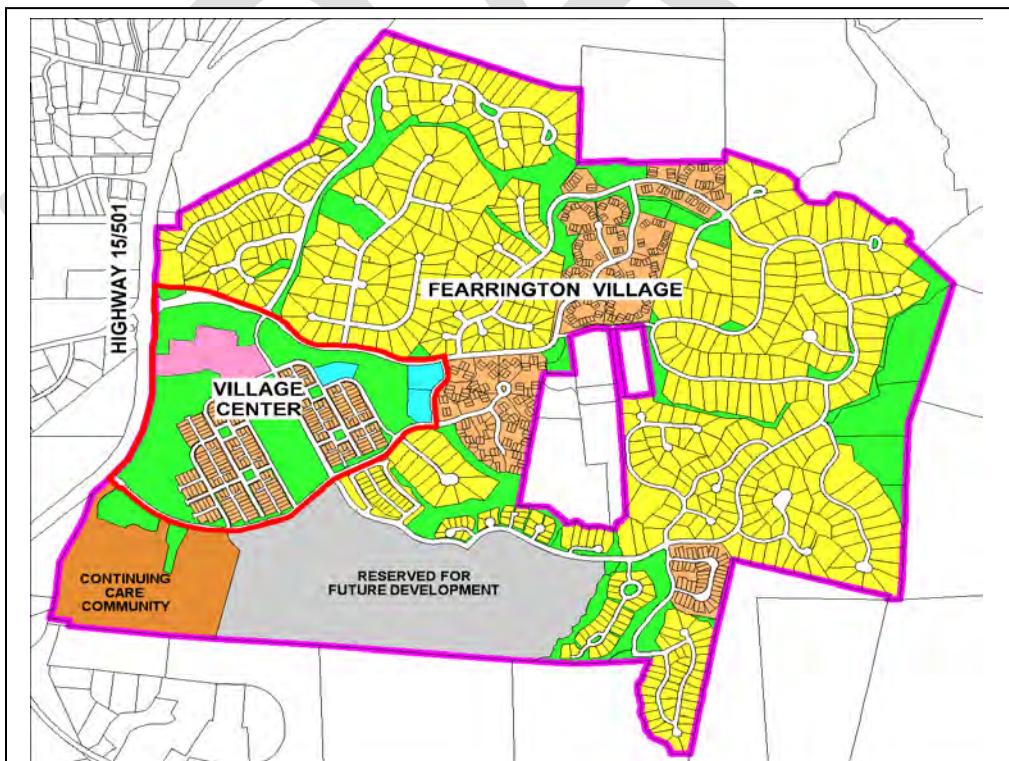 HIGHWAY 15/501
FEARRINGTON VILLAGE
VILLAGE
CENTER
CONTINUING
CARE
COMMUNITY
RESERVED FOR
FUTURE DEVELOPMENT